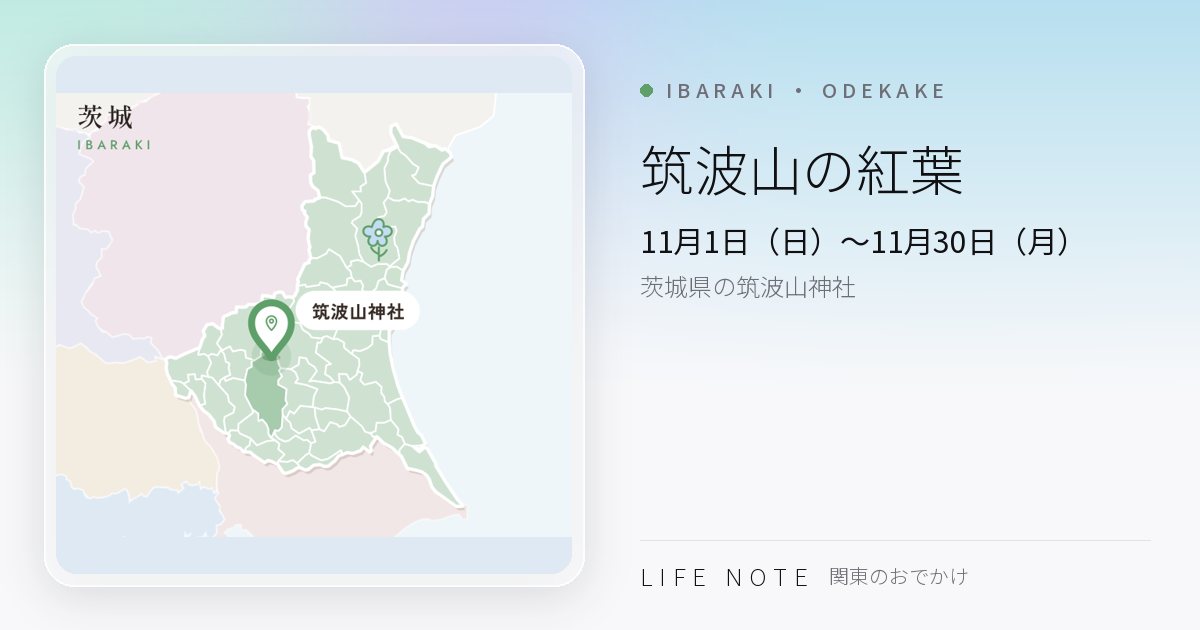 茨城
IBARAKI
筑波山神社
IBARAKI・ODEKAKE
筑波山の紅葉
11月1日（日）〜11月30日（月）
茨城県の筑波山神社
LIFE NOTE 関東のおでかけ